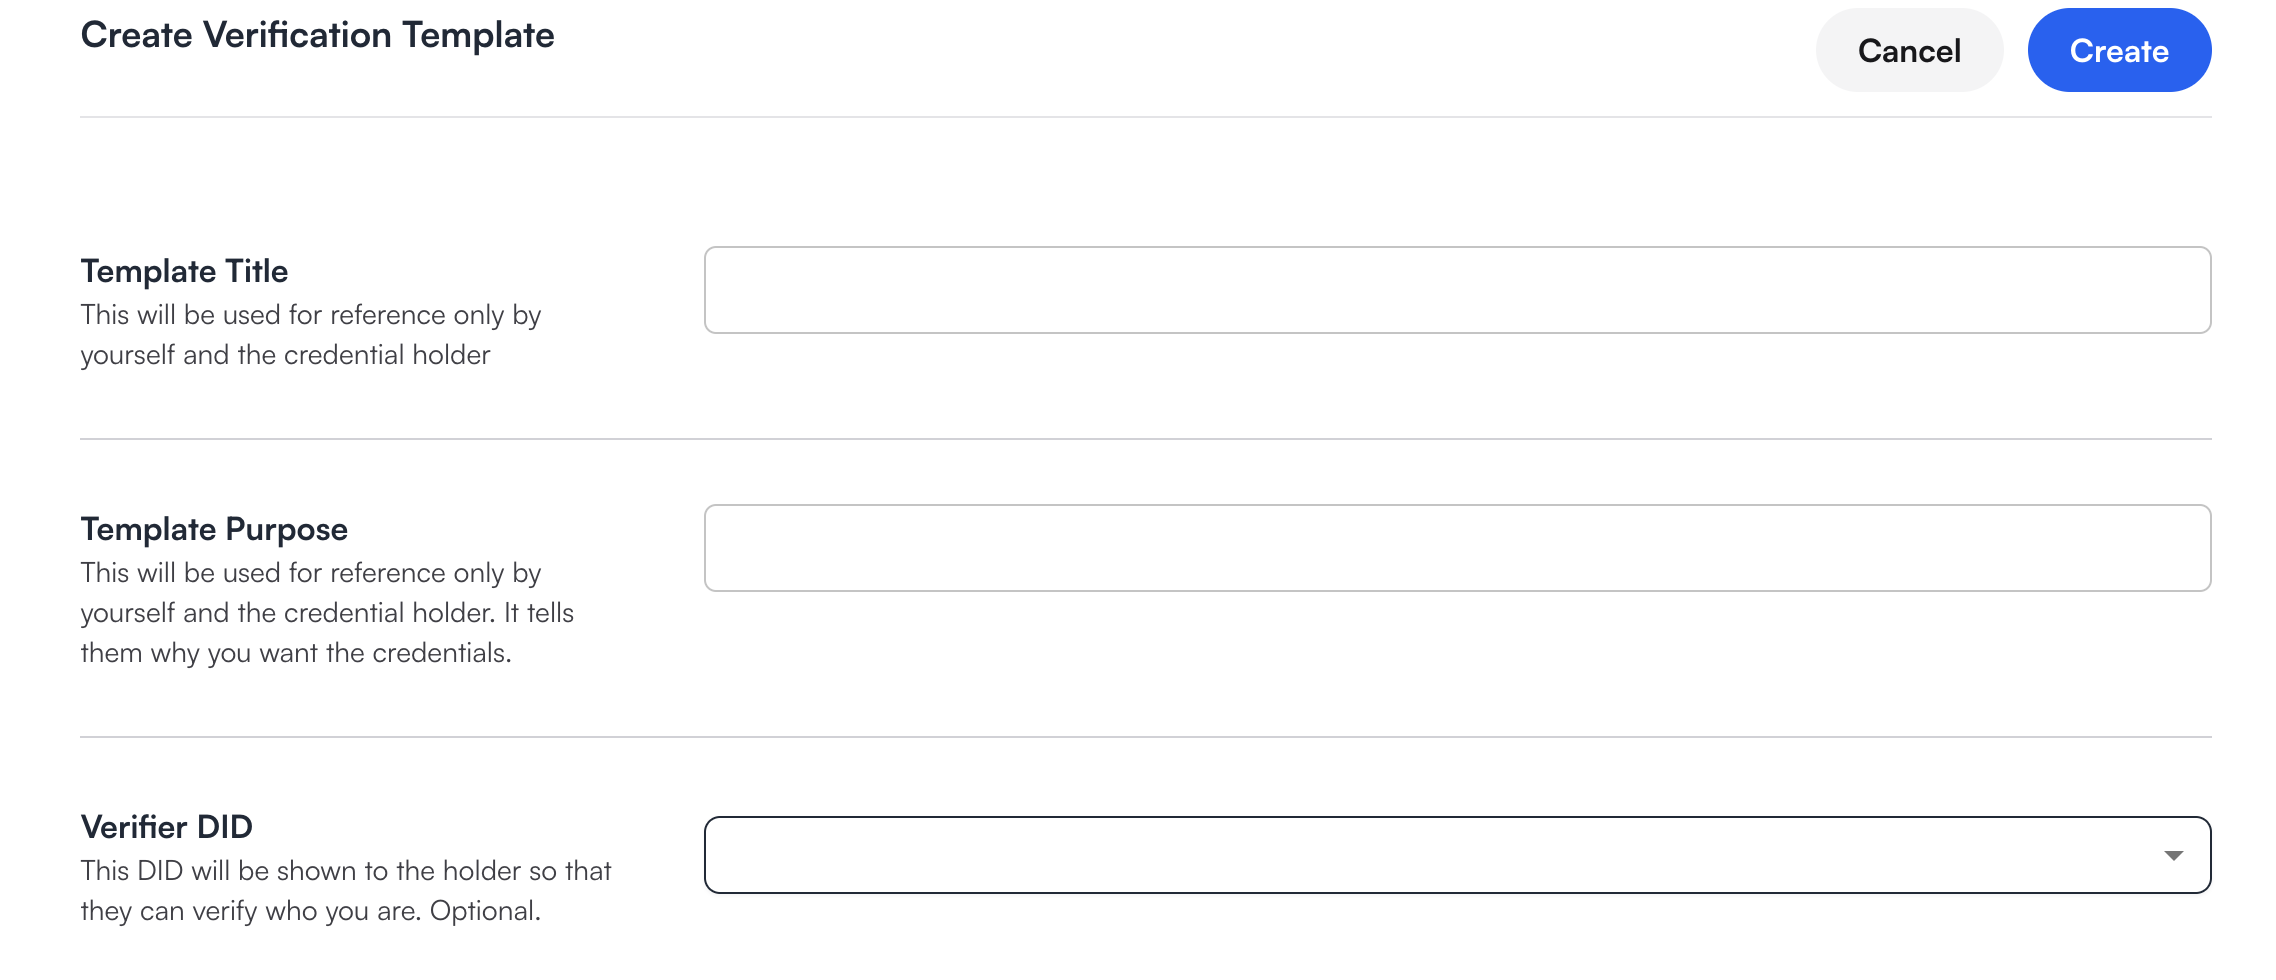 Create Verification Template
Cancel
Create
Template Title
This will be used for reference only by
yourself and the credential holder
Template Purpose
This will be used for reference only by
yourself and the credential holder. It tells
them why you want the credentials.
Verifier DID
This DID will be shown to the holder so that
they can verify who you are. Optional.